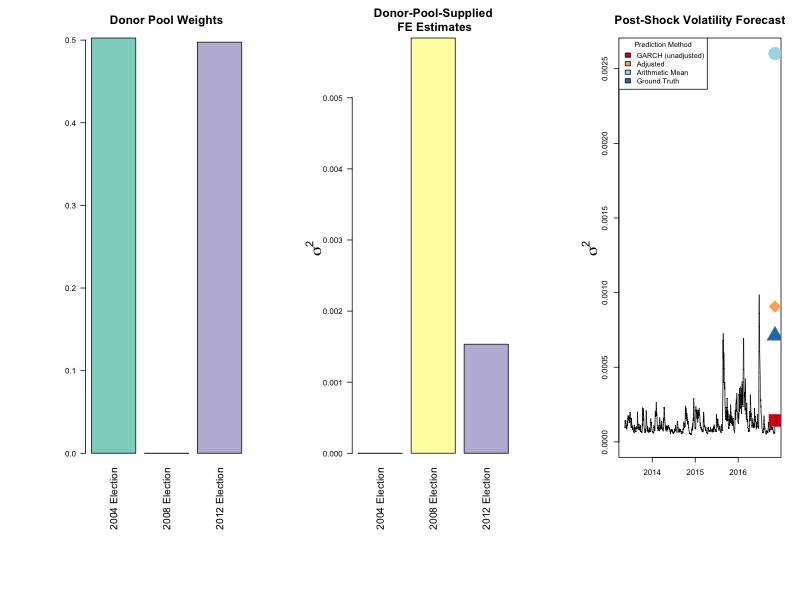 Donor Pool Weights
0.5
0.4
0.3
0.2
0.1
0.0
2004 Election
2008 Election
2012 Election
Donor-Pool-Supplied
FE Estimates
σ²
0.005
0.004
0.003
0.002
0.001
0.000
2004 Election
2008 Election
2012 Election
Post-Shock Volatility Forecast
Prediction Method
GARCH (unadjusted)
Adjusted
Arithmetic Mean
Ground Truth
σ²
0.0025
0.0020
0.0015
0.0010
0.0005
0.0000
2014
2015
2016